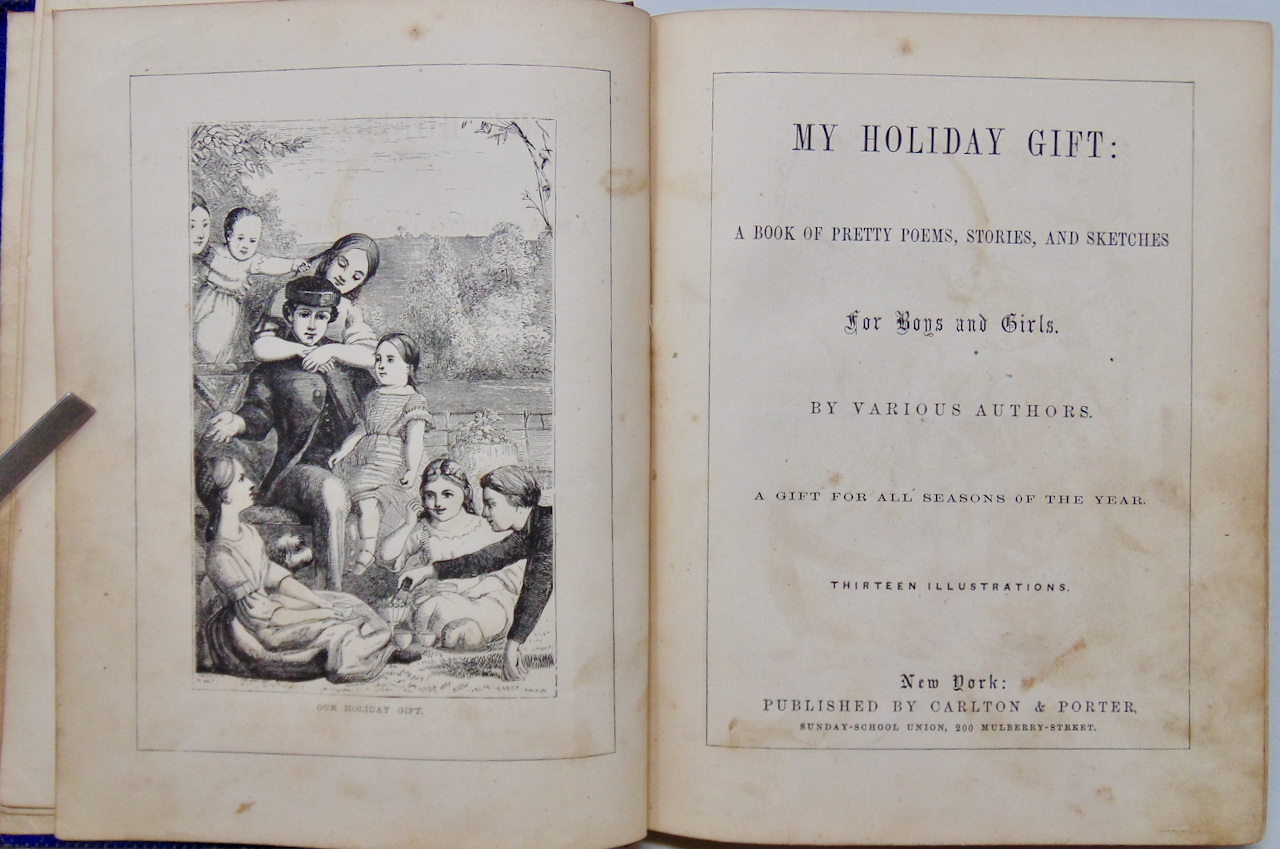 OUR HOLIDAY GIFT.
MY HOLIDAY GIFT:
A BOOK OF PRETTY POEMS, STORIES, AND SKETCHES
For Boys and Girls.
BY VARIOUS AUTHORS.
A GIFT FOR ALL SEASONS OF THE YEAR.
THIRTEEN ILLUSTRATIONS.
New York:
PUBLISHED BY CARLTON & PORTER,
SUNDAY-SCHOOL UNION, 200 MULBERRY-STREET.